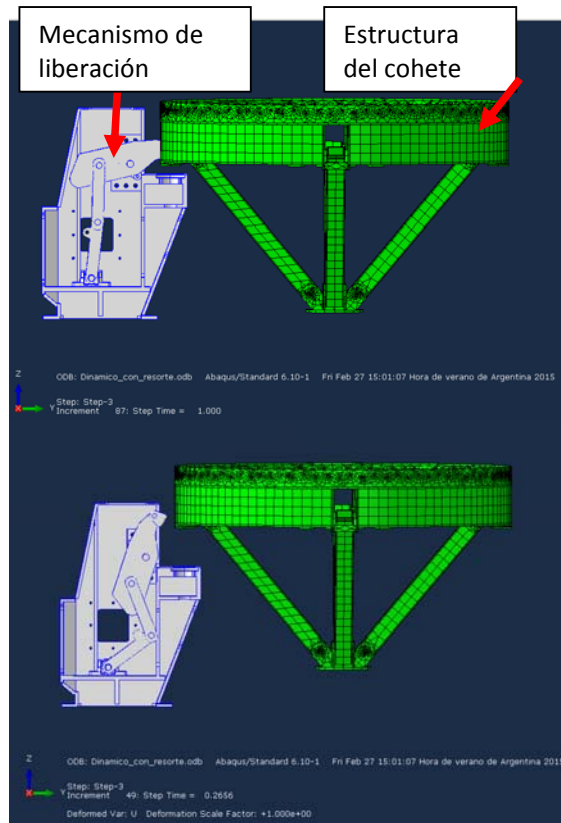 Mecanismo de
liberación
Estructura
del cohete
Z
ODB: Dinamico_con_resorte.odb Abaqus/Standard 6.10-1 Fri Feb 27 15:01:07 Hora de verano de Argentina 2015
Y
Step: Step-3
Increment 87: Step Time = 1.000
Z
ODB: Dinamico_con_resorte.odb Abaqus/Standard 6.10-1 Fri Feb 27 15:01:07 Hora de verano de Argentina 2015
Y
Step: Step-3
Increment 49: Step Time = 0.2656
Deformed Var: U Deformation Scale Factor: +1.000e+00